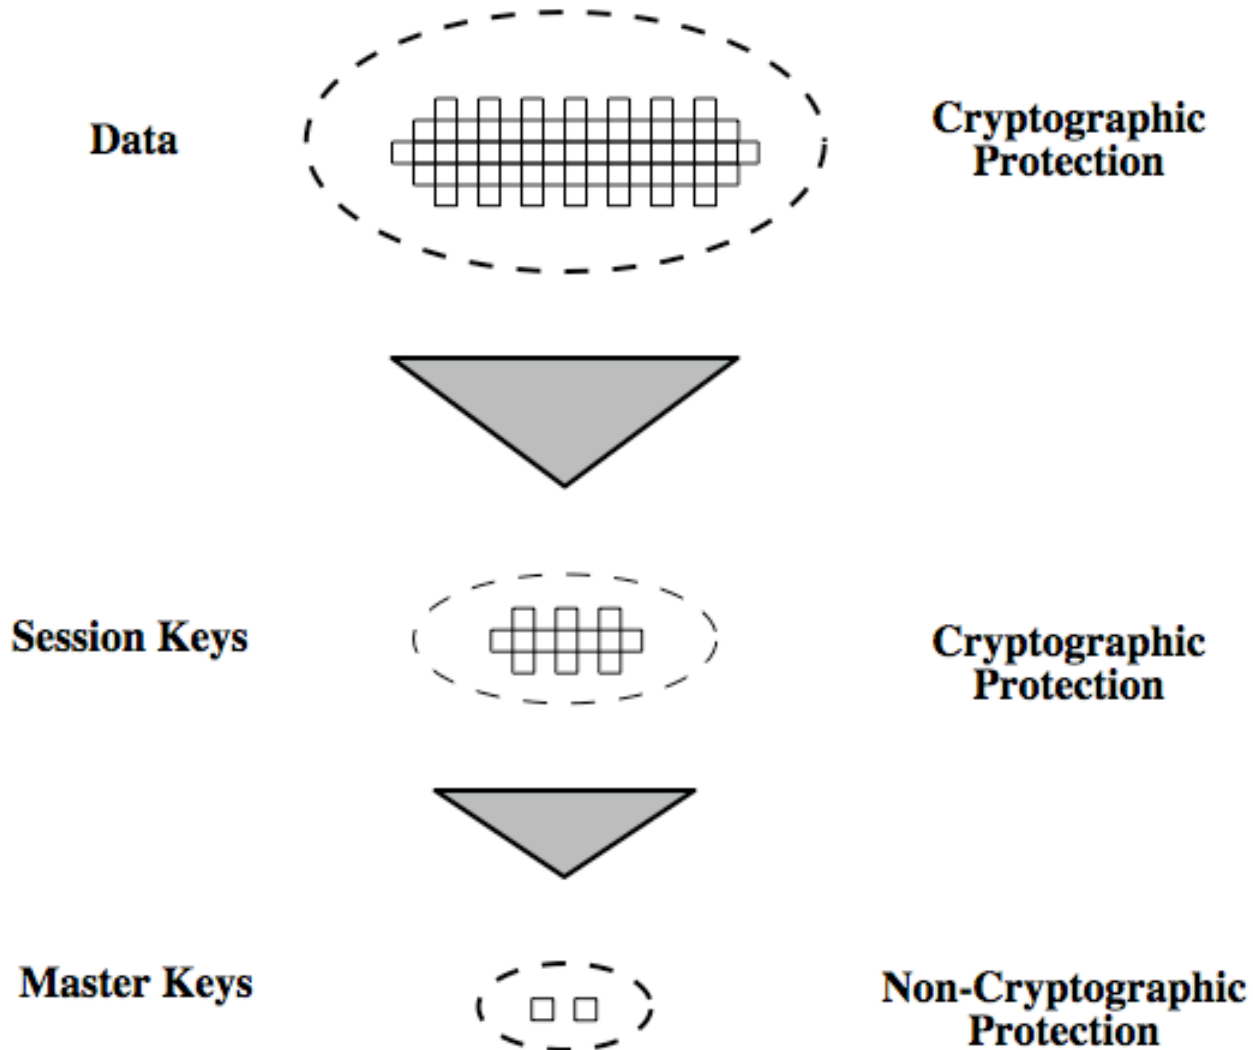 Data
Cryptographic
Protection
Session Keys
Cryptographic
Protection
Master Keys
Non-Cryptographic
Protection